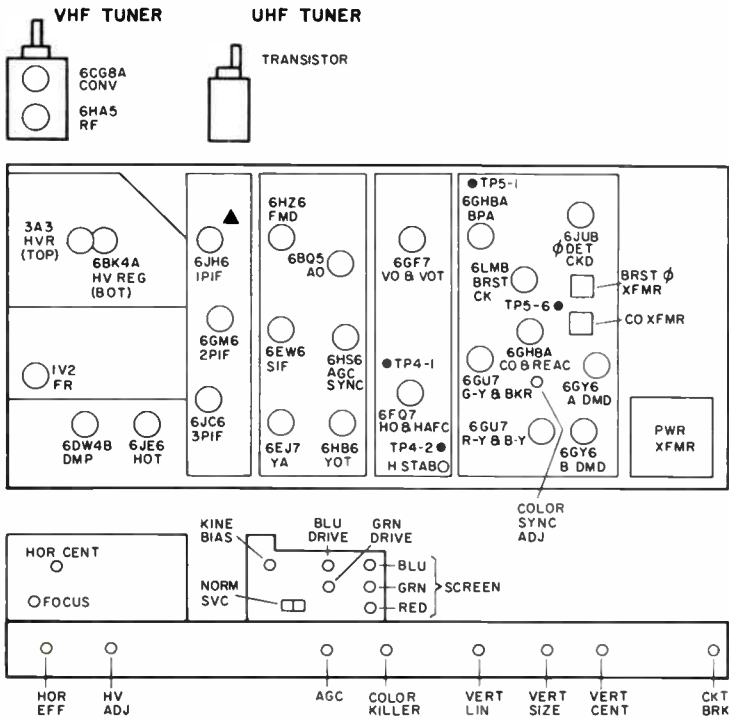 VHF TUNER
UHF TUNER
6CG8A
CONV
6HA5
RF
TRANSISTOR
3A3
HVR
(TOP)
6BK4A
HV REG
(BOT)
6JH6
1PIF
6GM6
2PIF
6JC6
3PIF
1V2
FR
6DW4B
DMP
6JE6
HOT
6HZ6
FMD
6BQ5
AO
6EW6
SIF
6HS6
AGC
SYNC
6EJ7
YA
6HB6
YOT
6GF7
VO & VOT
TP4-1
6FQ7
HO & HAFC
TP4-2
H STAB
TP5-1
6GH8A
BPA
6JU8
Ø DET
CKD
6LM8
BRST
CK
TP5-6
BRST Ø
XFMR
CO XFMR
6GH8A
CO & REAC
6GU7
G-Y & BKR
6GY6
A DMD
6GU7
R-Y & B-Y
6GY6
B DMD
PWR
XFMR
COLOR
SYNC
ADJ
HOR CENT
FOCUS
KINE
BIAS
BLU
DRIVE
GRN
DRIVE
NORM
SVC
BLU
GRN
RED
SCREEN
HOR
EFF
HV
ADJ
AGC
COLOR
KILLER
VERT
LIN
VERT
SIZE
VERT
CENT
CKT
BRK